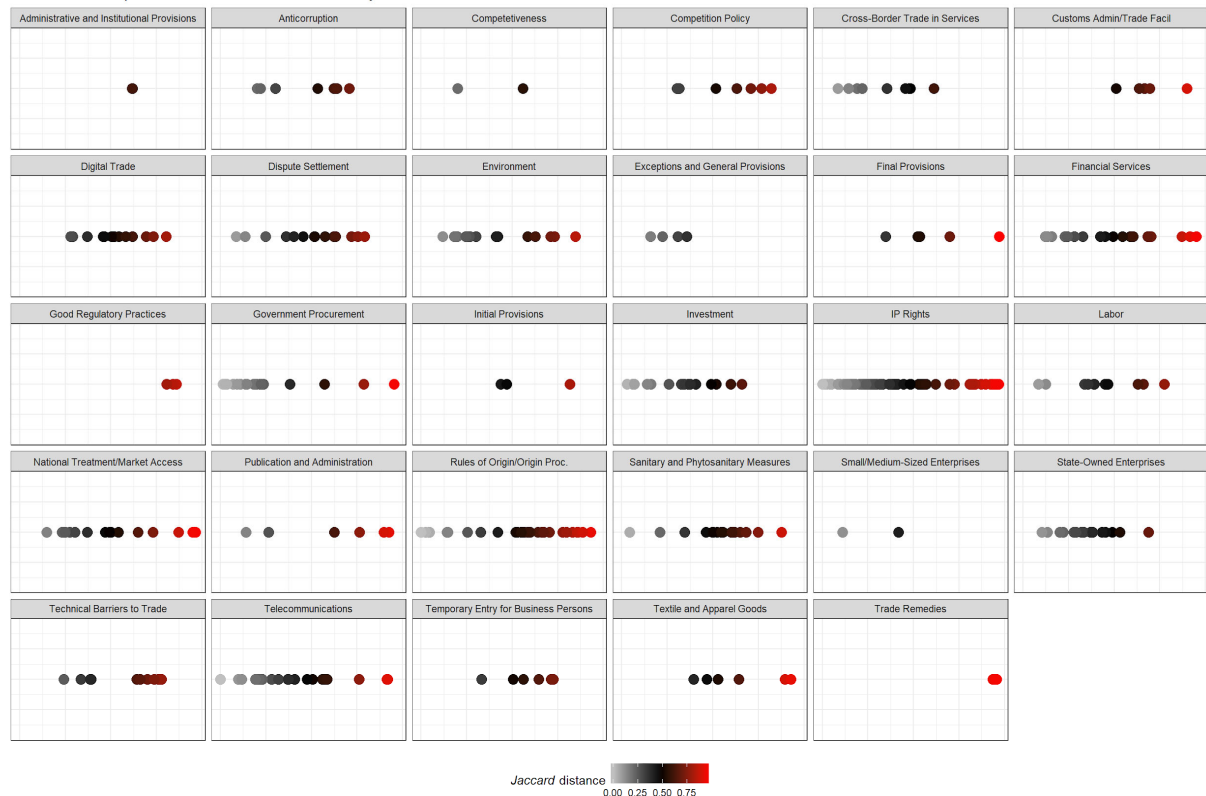 Administrative and Institutional Provisions
Anticorruption
Competetiveness
Competition Policy
Cross-Border Trade in Services
Customs Admin/Trade Facil
Digital Trade
Dispute Settlement
Environment
Exceptions and General Provisions
Final Provisions
Financial Services
Good Regulatory Practices
Government Procurement
Initial Provisions
Investment
IP Rights
Labor
National Treatment/Market Access
Publication and Administration
Rules of Origin/Origin Proc.
Sanitary and Phytosanitary Measures
Small/Medium-Sized Enterprises
State-Owned Enterprises
Technical Barriers to Trade
Telecommunications
Temporary Entry for Business Persons
Textile and Apparel Goods
Trade Remedies
Jaccard distance
0.00 0.25 0.50 0.75